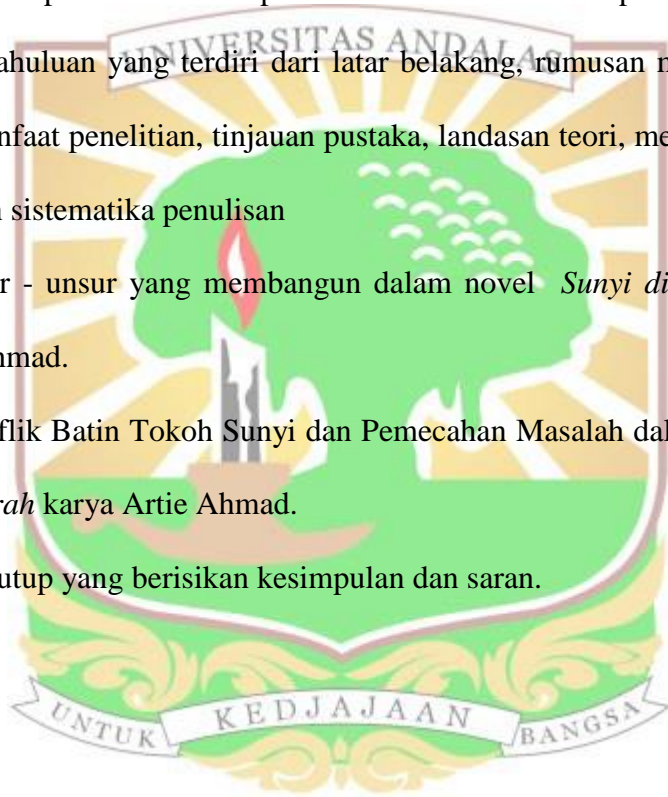 UNIVERSITAS ANDALAS
ahuluan yang terdiri dari latar belakang, rumusan
nfaat penelitian, tinjauan pustaka, landasan teori,
sistematika penulisan
r - unsur yang membangun dalam novel Sunyi di
hmad.
flik Batin Tokoh Sunyi dan Pemecahan Masalah
rah karya Artie Ahmad.
utup yang berisikan kesimpulan dan saran.
UNTUK KEDJAJAAN BANGSA